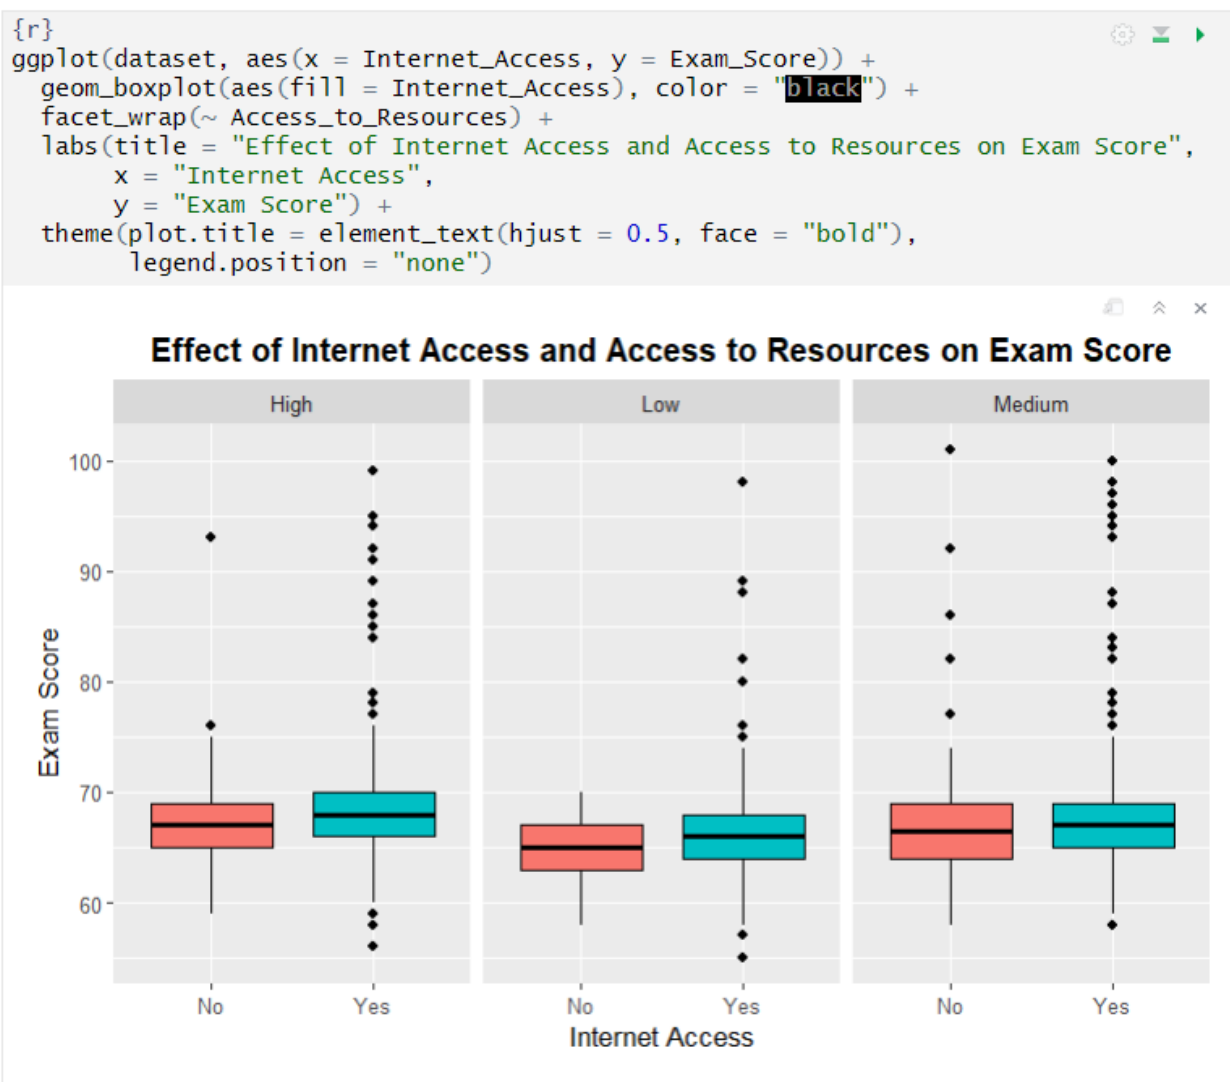 {r}
ggplot(dataset, aes(x = Internet_Access, y = Exam_Score)) +
  geom_boxplot(aes(fill = Internet_Access), color = "black") +
  facet_wrap(~ Access_to_Resources) +
  labs(title = "Effect of Internet Access and Access to Resources on Exam Score",
       x = "Internet Access",
       y = "Exam Score") +
  theme(plot.title = element_text(hjust = 0.5, face = "bold"),
        legend.position = "none")
Effect of Internet Access and Access to Resources on Exam Score
High Low Medium
100
90
80
70
60
Exam Score
No Yes No Yes No Yes
Internet Access